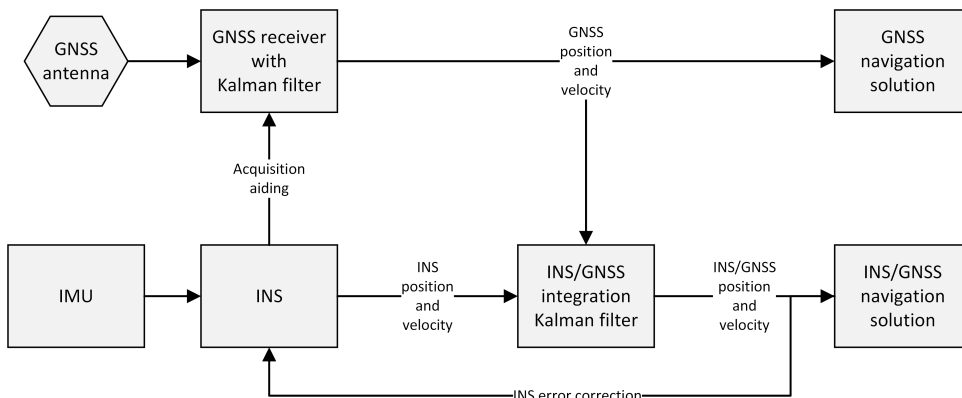 GNSS
antenna
GNSS receiver
with
Kalman filter
GNSS
position
and
velocity
GNSS
navigation
solution
Acquisition
aiding
IMU
INS
INS
position
and
velocity
INS/GNSS
integration
Kalman filter
INS/GNSS
position
and
velocity
INS/GNSS
navigation
solution
INS error correction